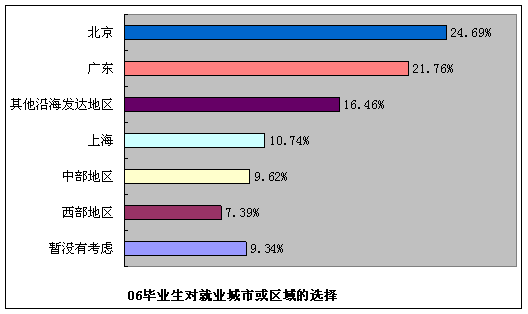 北京 24.69%
广东 21.76%
其他沿海发达地区 16.46%
上海 10.74%
中部地区 9.62%
西部地区 7.39%
暂没有考虑 9.34%
06毕业生对就业城市或区域的选择